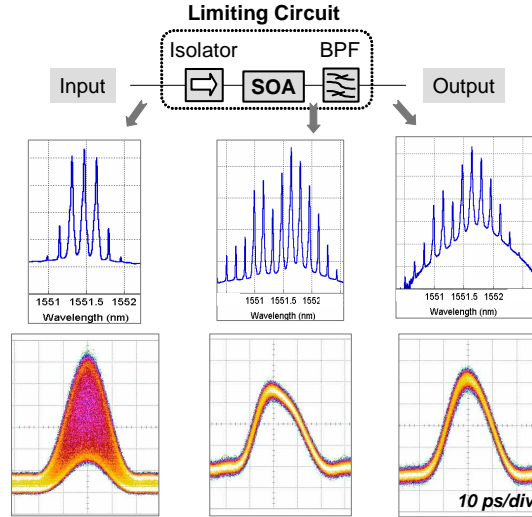 Limiting Circuit
Isolator
BPF
Input
SOA
Output
1551 1551.5 1552
Wavelength (nm)
1551 1551.5 1552
Wavelength (nm)
1551 1551.5 1552
Wavelength (nm)
10 ps/div